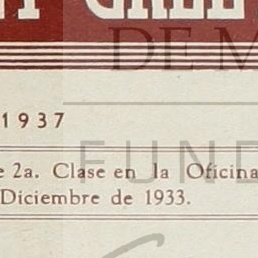 DE M
1937
FUND
e 2a. Clase en la Oficina
Diciembre de 1933.